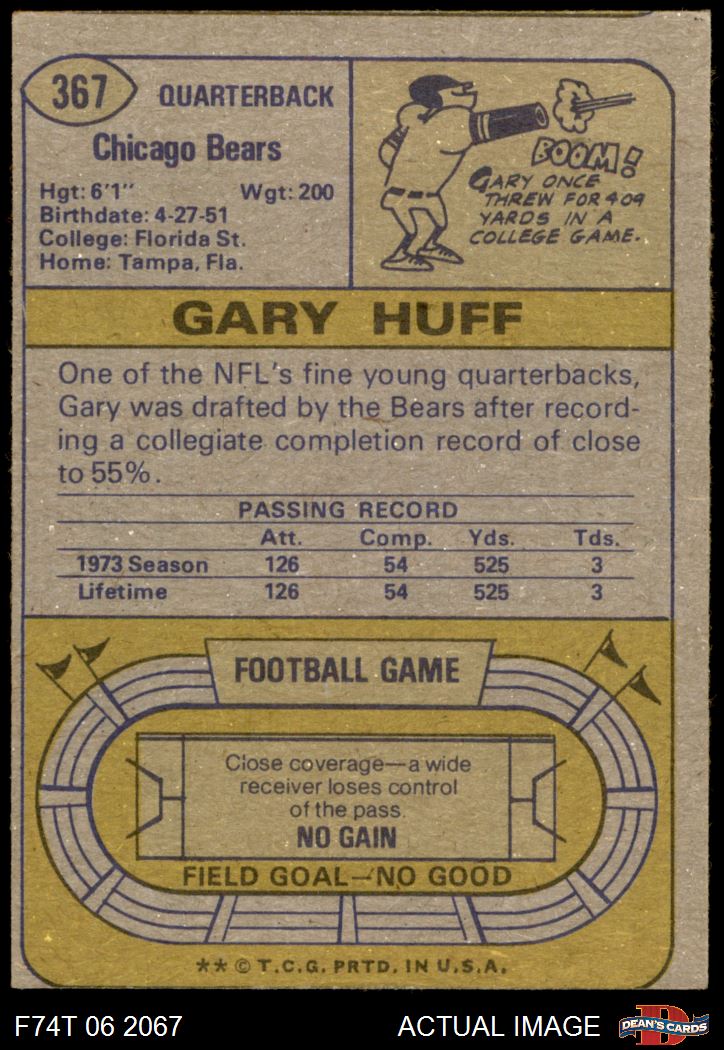 367
QUARTERBACK
Chicago Bears
Hgt: 6'1" Wgt: 200
Birthdate: 4-27-51
College: Florida St.
Home: Tampa, Fla.
BOOM!
GARY ONCE
THREW FOR 409
YARDS IN A
COLLEGE GAME.
GARY HUFF
One of the NFL's fine young quarterbacks,
Gary was drafted by the Bears after record-
ing a collegiate completion record of close
to 55%.
PASSING RECORD
Att. Comp. Yds. Tds.
1973 Season 126 54 525 3
Lifetime 126 54 525 3
FOOTBALL GAME
Close coverage—a wide
receiver loses control
of the pass.
NO GAIN
FIELD GOAL—NO GOOD
** © T.C.G. PRTD. IN U.S.A.
F74T 06 2067 ACTUAL IMAGE
D
DEAN'S CARDS